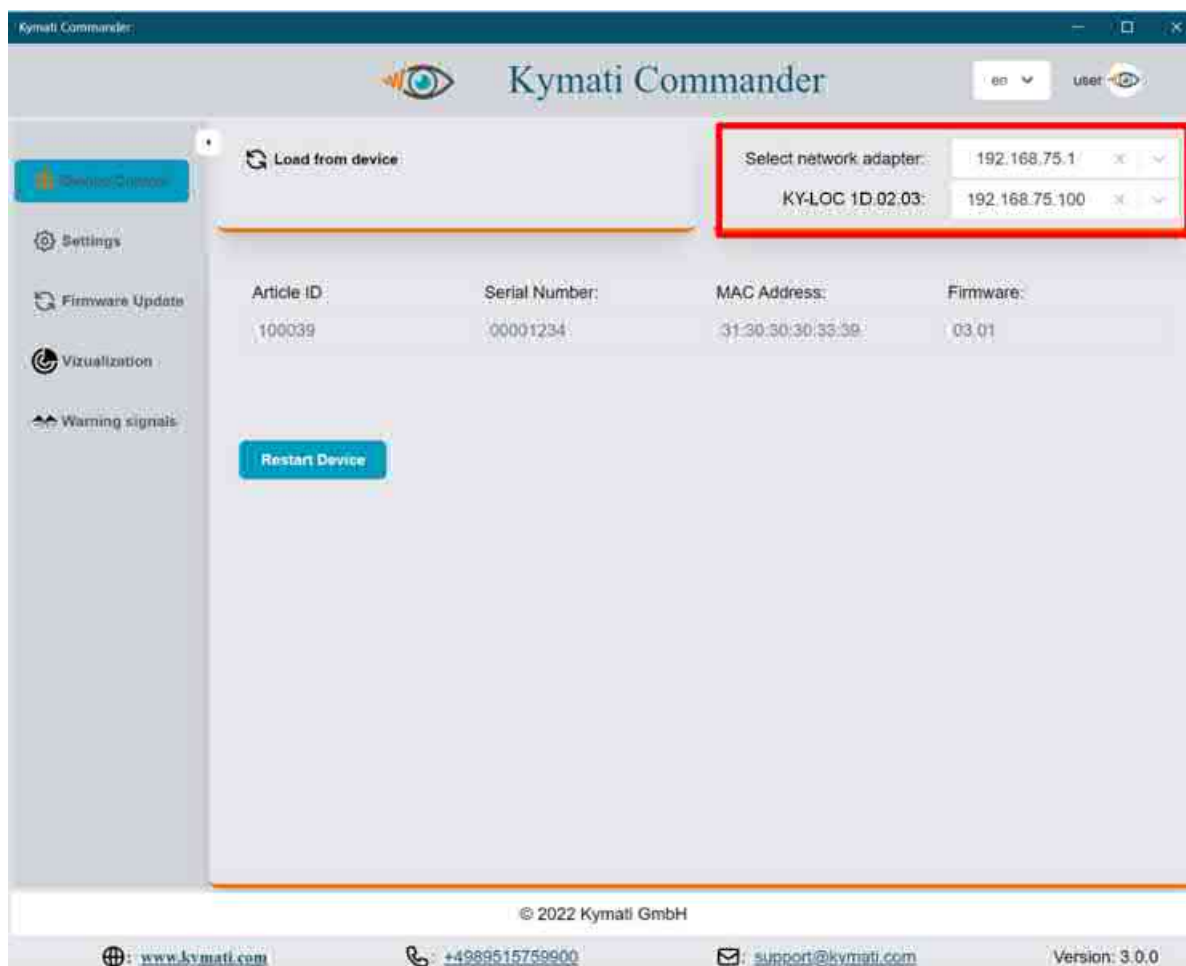 Kymati Commander
Kymati Commander
en
user
Load from device
Select network adapter: 192.168.75.1
KY-LOC 1D.02.03: 192.168.75.100
Device Control
Settings
Firmware Update
Vizualization
Warning signals
Article ID Serial Number: MAC Address: Firmware:
100039 00001234 31:30:30:30:33:39 03.01
Restart Device
© 2022 Kymati GmbH
: www.kymati.com : +4989515759900 : support@kymati.com Version: 3.0.0